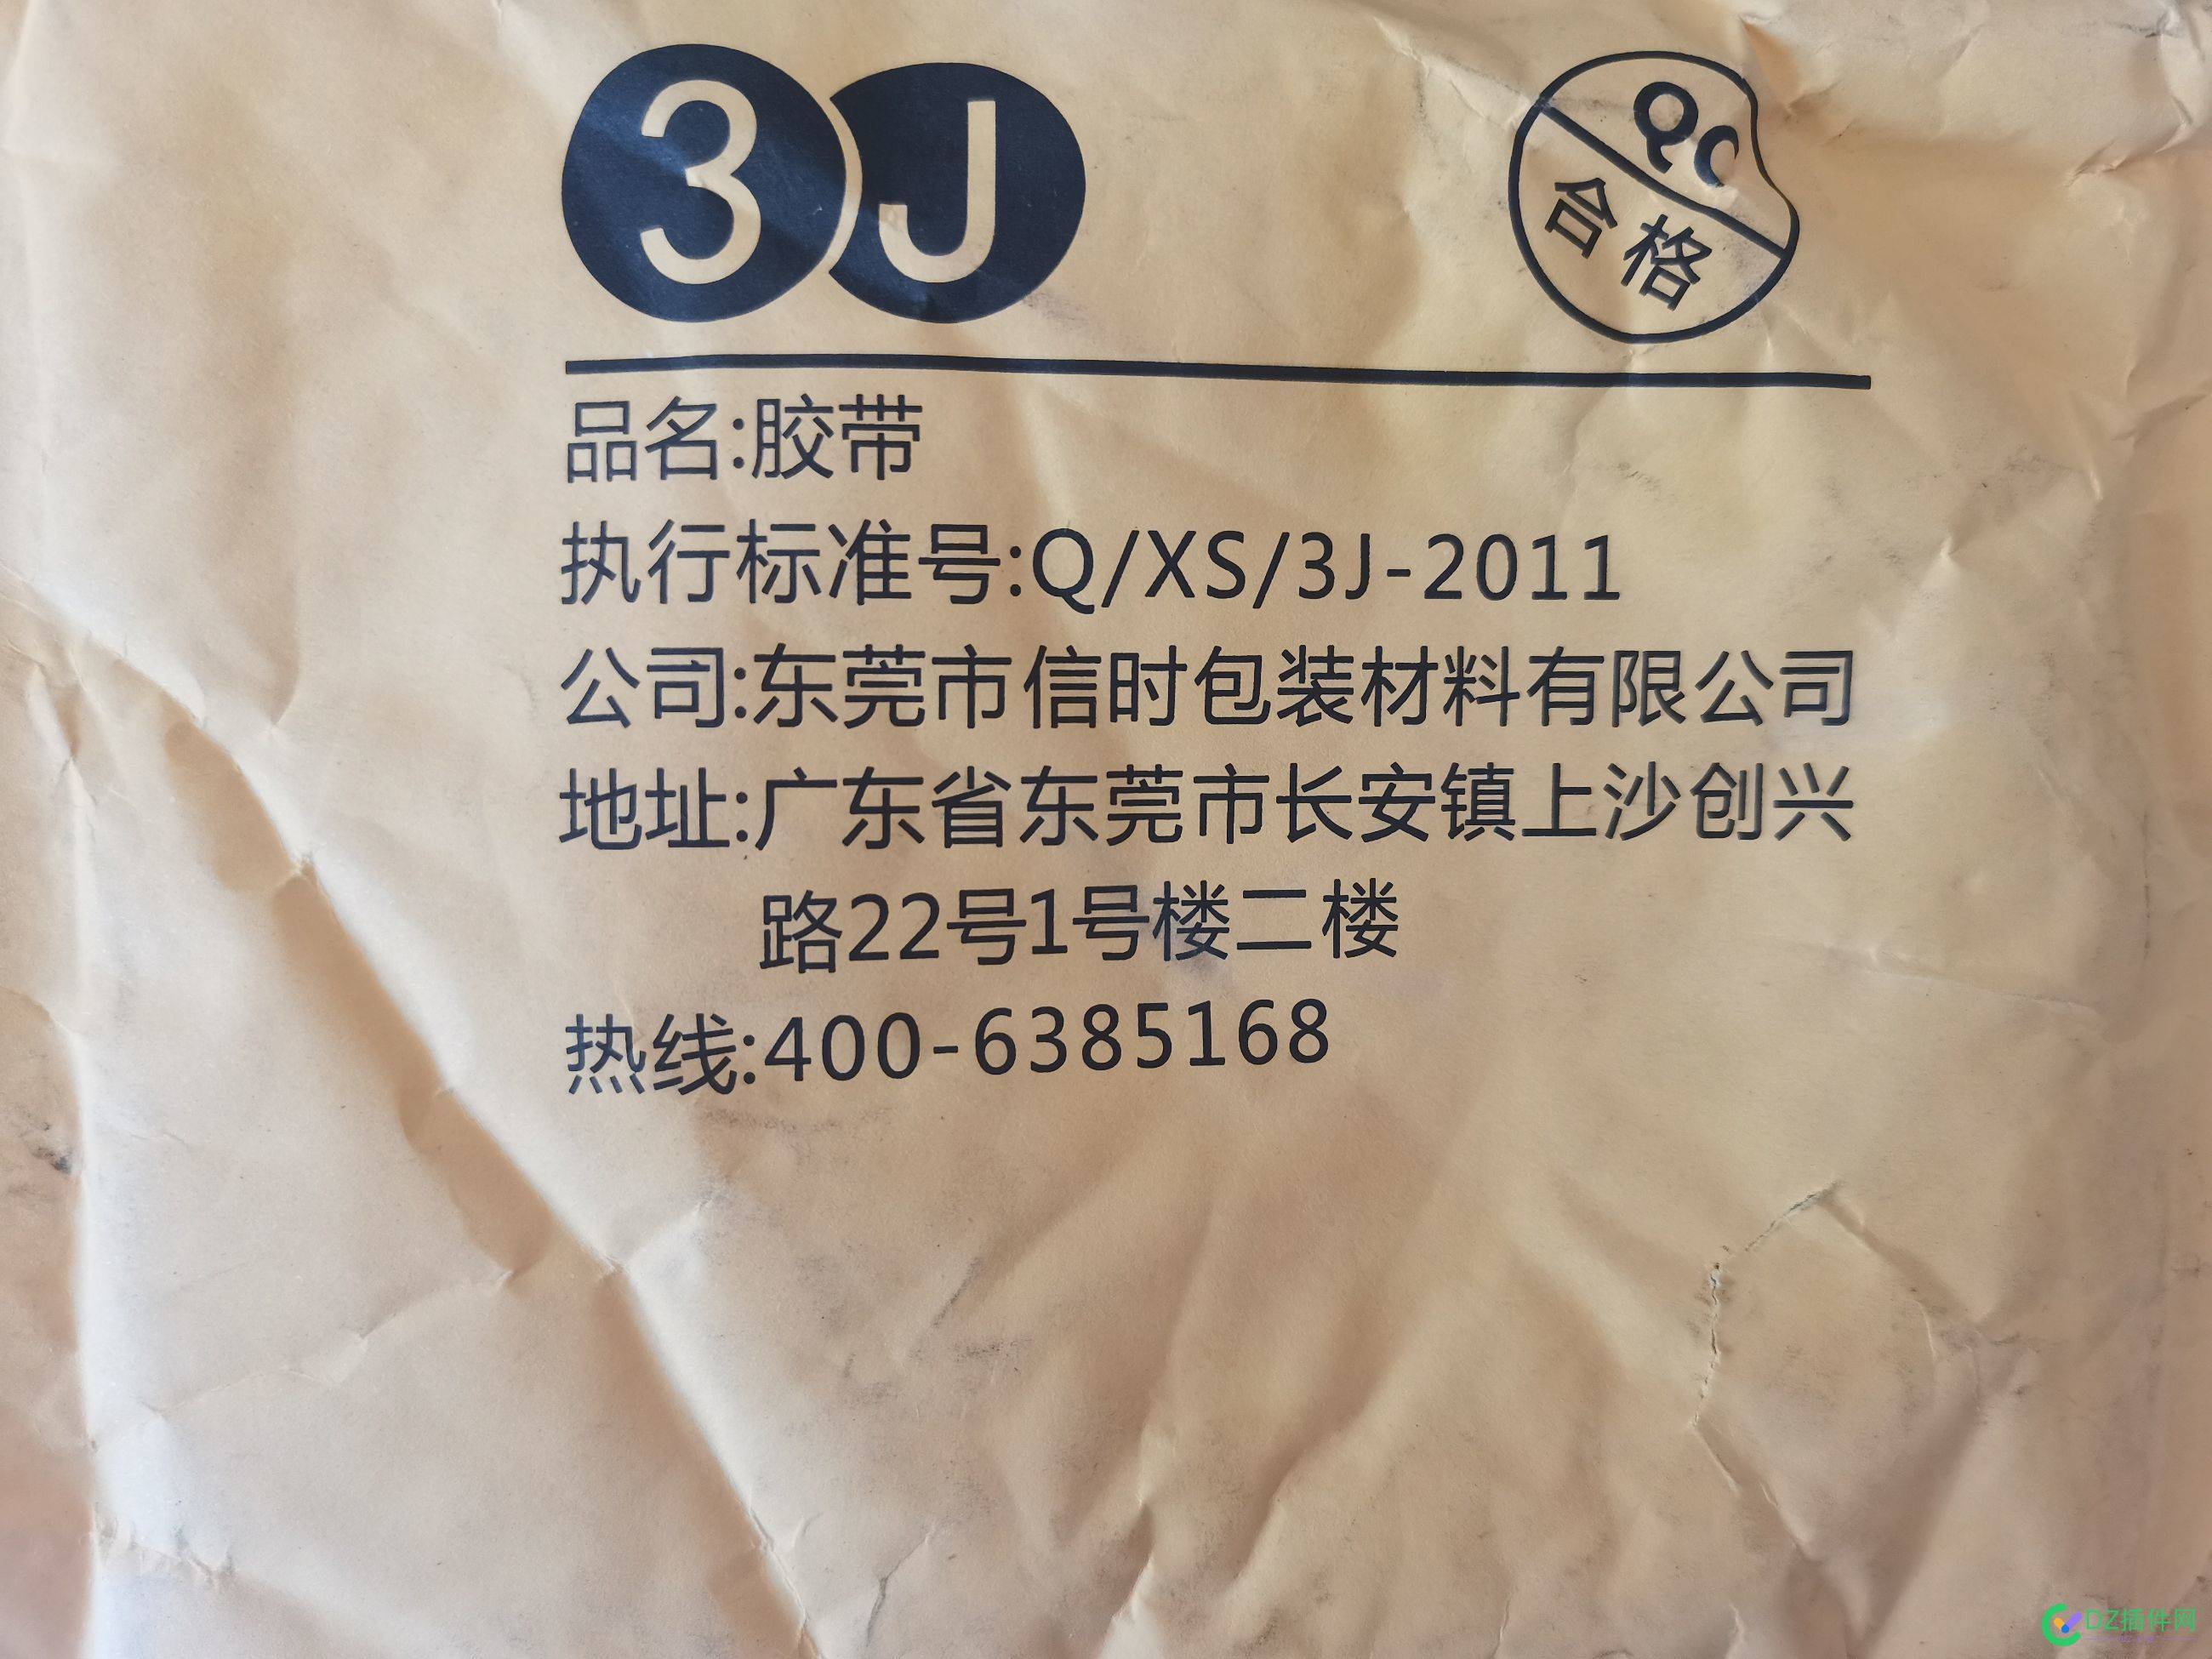 3J
QC
合格
品名:胶带
执行标准号:Q/XS/3J-2011
公司:东莞市信时包装材料有限公司
地址:广东省东莞市长安镇上沙创兴
路22号1号楼二楼
热线:400-6385168
DZ插件网